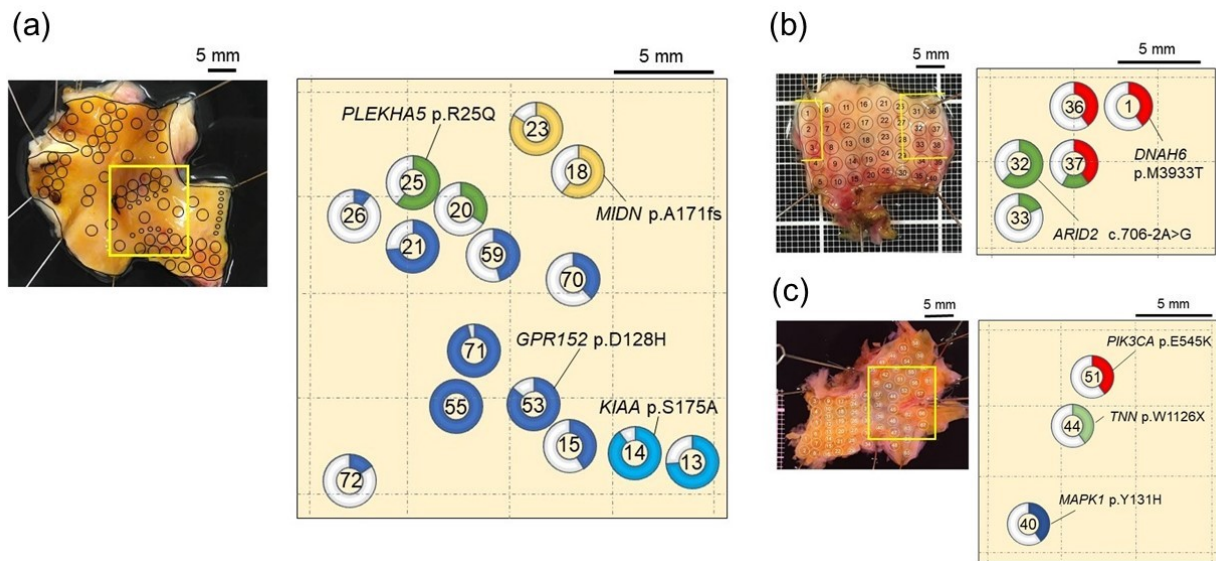 (a)
5 mm
5 mm
PLEKHA5 p.R25Q
23
18
25
20
26
21
59
MIDN p.A171fs
70
GPR152 p.D128H
71
55
53
KIAA p.S175A
15
14
13
72
(b)
5 mm
5 mm
36
1
32
37
DNAH6
p.M3933T
33
ARID2 c.706-2A>G
(c)
5 mm
5 mm
PIK3CA p.E545K
51
44
TNN p.W1126X
MAPK1 p.Y131H
40